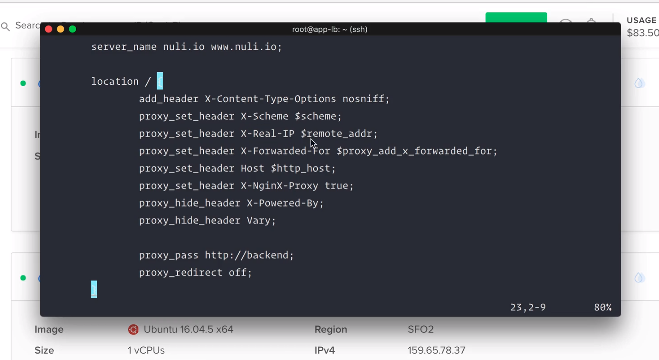 Searc
USAGE
$83.50
root@app-lb: ~ (ssh)
server_name nuli.io www.nuli.io;
location / {
add_header X-Content-Type-Options nosniff;
proxy_set_header X-Scheme $scheme;
proxy_set_header X-Real-IP $remote_addr;
proxy_set_header X-Forwarded-For $proxy_add_x_forwarded_for;
proxy_set_header Host $http_host;
proxy_set_header X-NginX-Proxy true;
proxy_hide_header X-Powered-By;
proxy_hide_header Vary;
proxy_pass http://backend;
proxy_redirect off;
}
23,2-9 80%
Image Ubuntu 16.04.5 x64 Region SFO2
Size 1 vCPUs IPv4 159.65.78.37